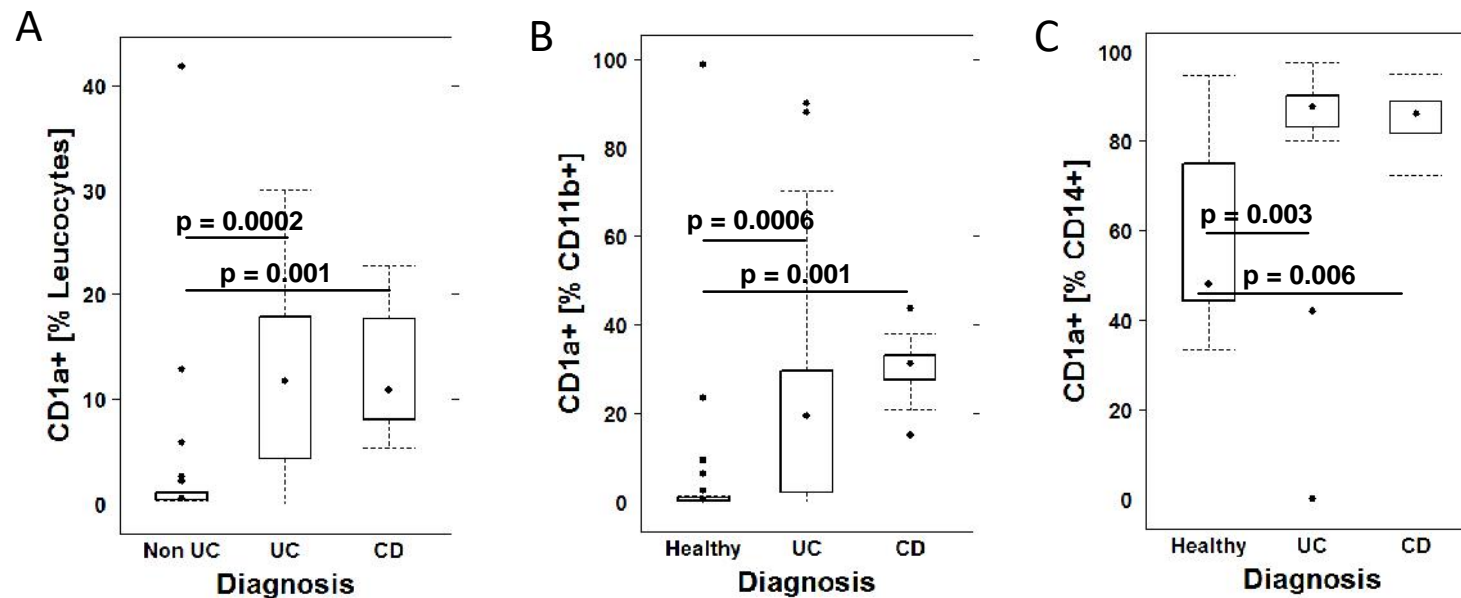 A
CD1a+ [% Leucocytes]
40
30
20
10
0
p = 0.0002
p = 0.001
Non UC
UC
CD
Diagnosis
B
CD1a+ [% CD11b+]
100
80
60
40
20
0
p = 0.0006
p = 0.001
Healthy
UC
CD
Diagnosis
C
CD1a+ [% CD14+]
100
80
60
40
20
0
p = 0.003
p = 0.006
Healthy
UC
CD
Diagnosis